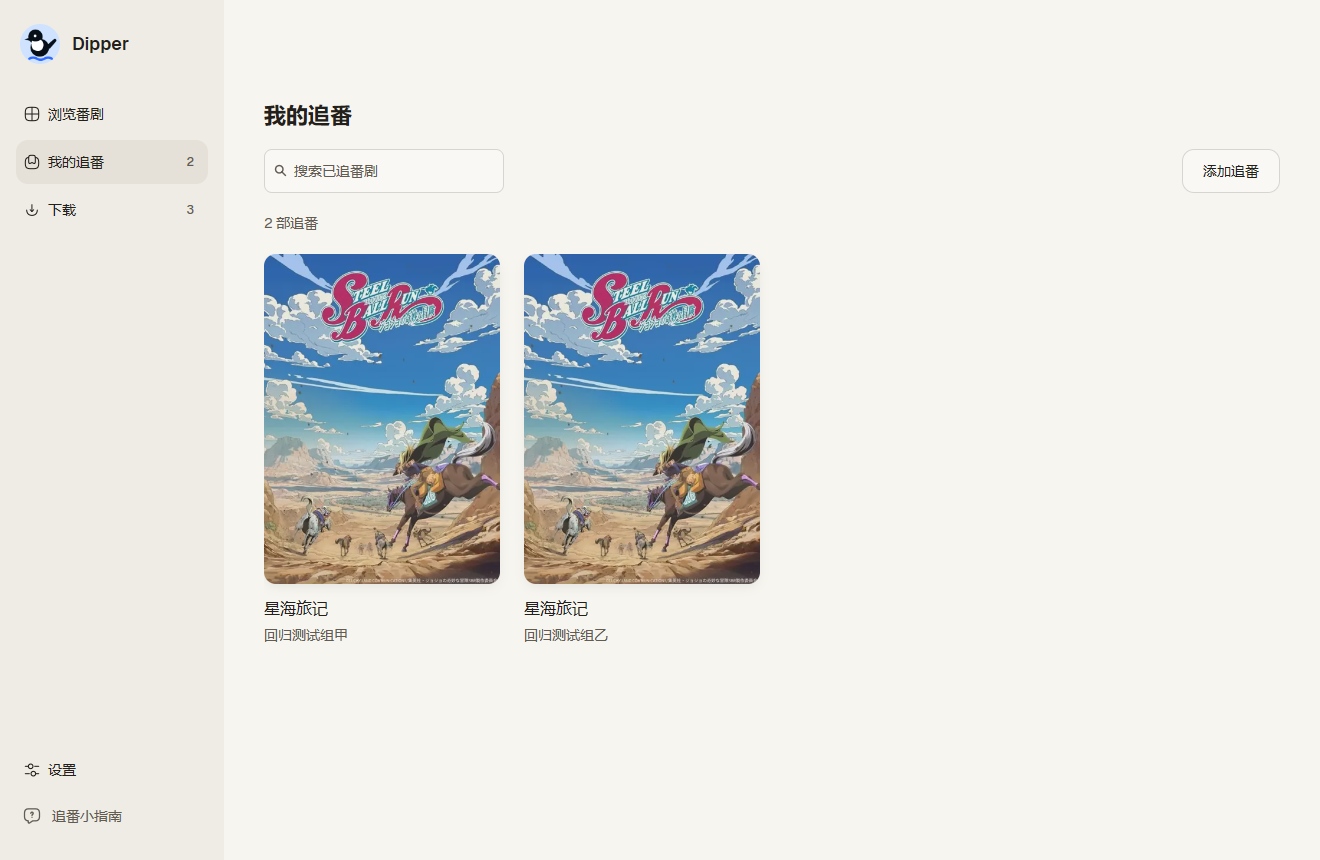 Dipper
浏览番剧
我的追番 2
下载 3
设置
追番小指南
我的追番
搜索已追番剧
添加追番
2 部追番
STEEL
BALL RUN
STEEL
BALL RUN
星海旅记
回归测试组甲
星海旅记
回归测试组乙